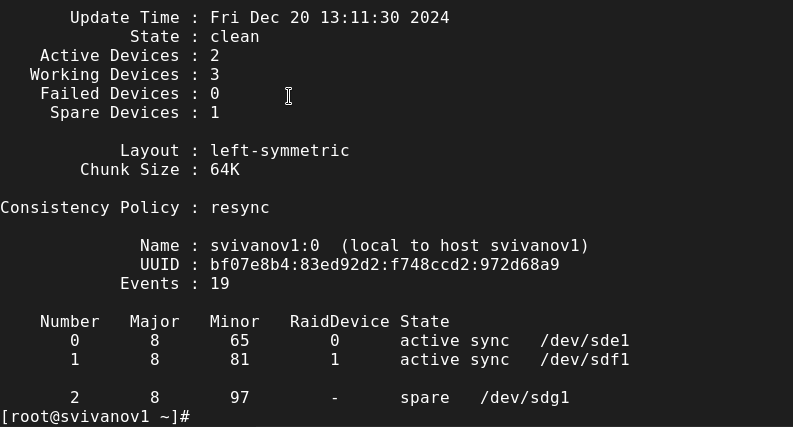 Update Time : Fri Dec 20 13:11:30 2024
State : clean
Active Devices : 2
Working Devices : 3
Failed Devices : 0
Spare Devices : 1
Layout : left-symmetric
Chunk Size : 64K
Consistency Policy : resync
Name : svivanov1:0  (local to host svivanov1)
UUID : bf07e8b4:83ed92d2:f748ccd2:972d68a9
Events : 19
Number   Major   Minor   RaidDevice State
0       8       65        0      active sync   /dev/sde1
1       8       81        1      active sync   /dev/sdf1
2       8       97        -      spare   /dev/sdg1
[root@svivanov1 ~]#